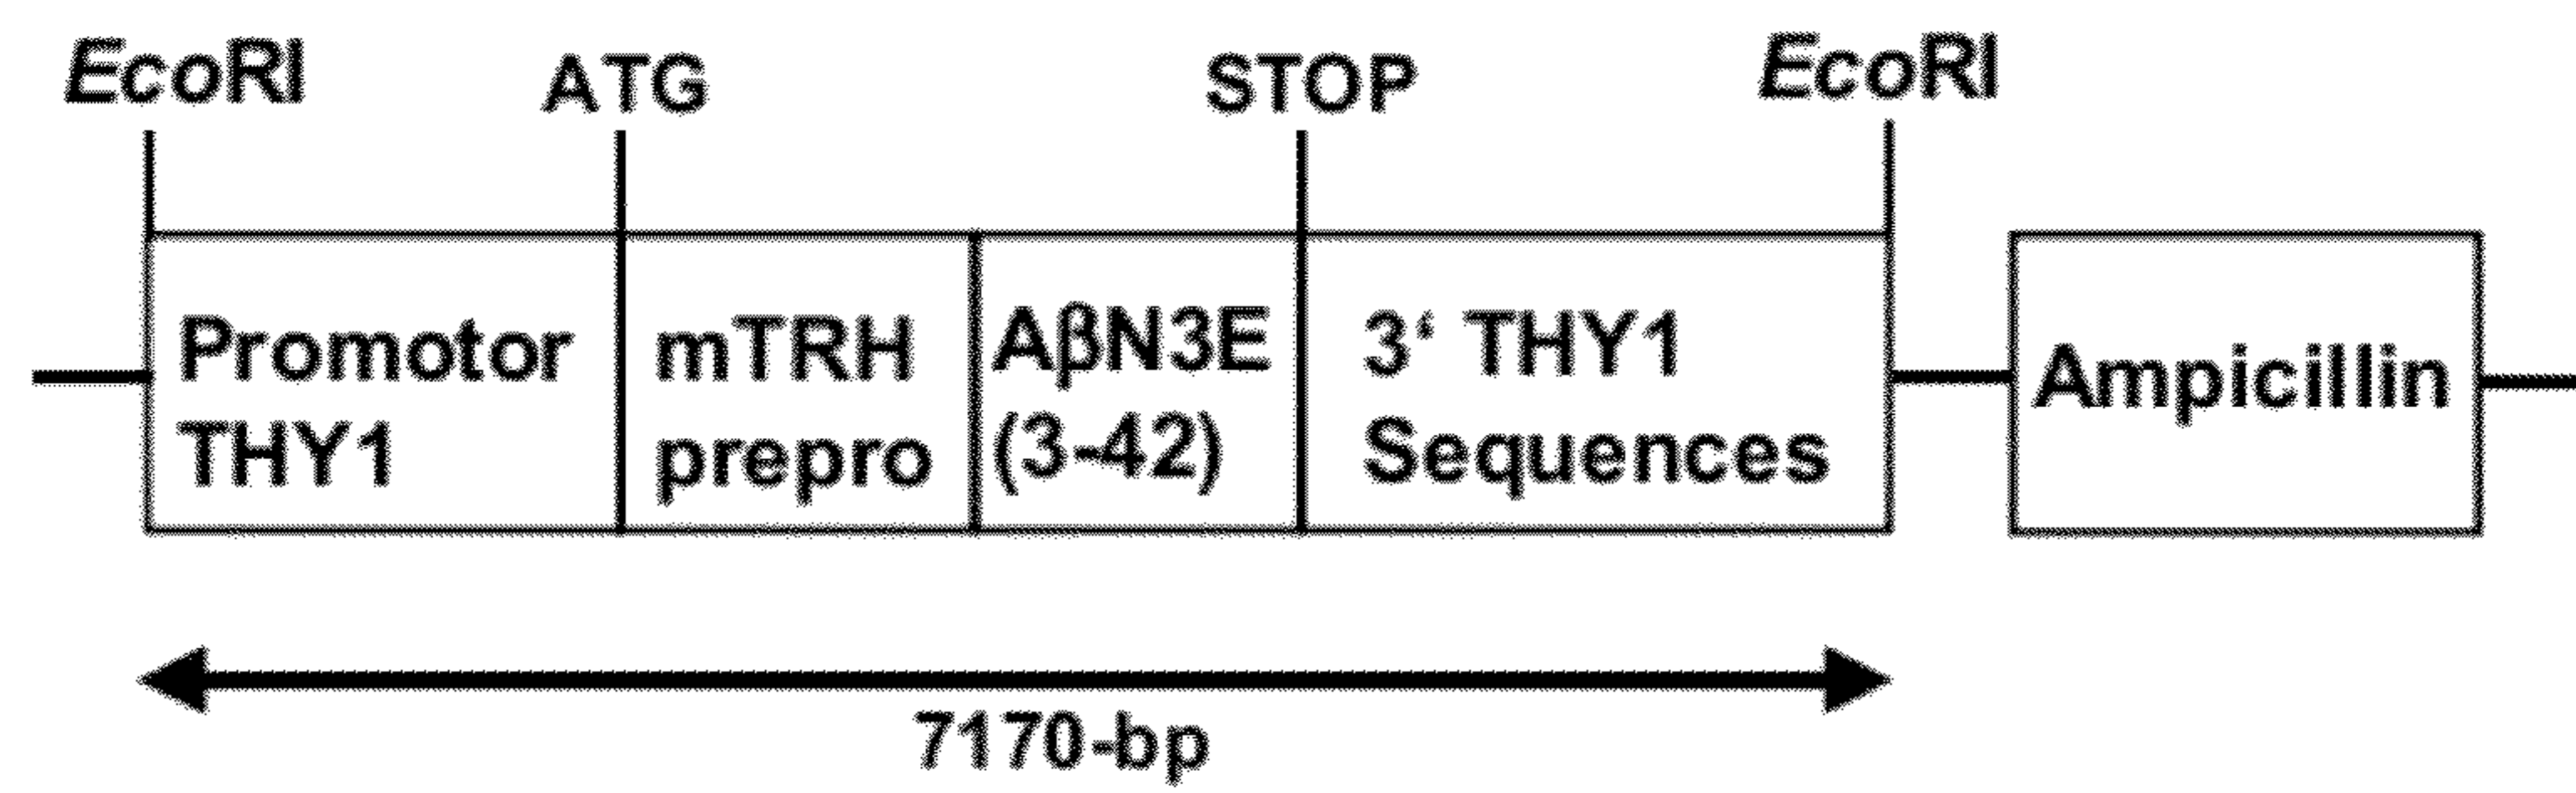 EcoRI
ATG
STOP
EcoRI
Promotor
THY1
mTRH
prepro
AβN3E
(3-42)
3‘ THY1
Sequences
Ampicillin
7170-bp